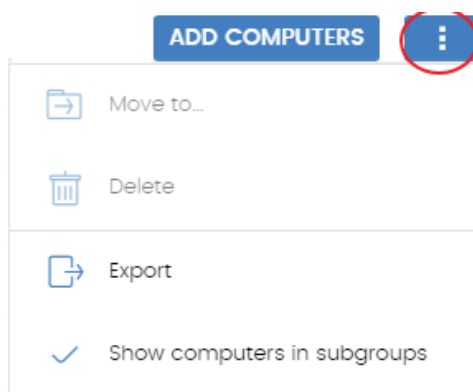 ADD COMPUTERS
Move to...
Delete
Export
Show computers in subgroups